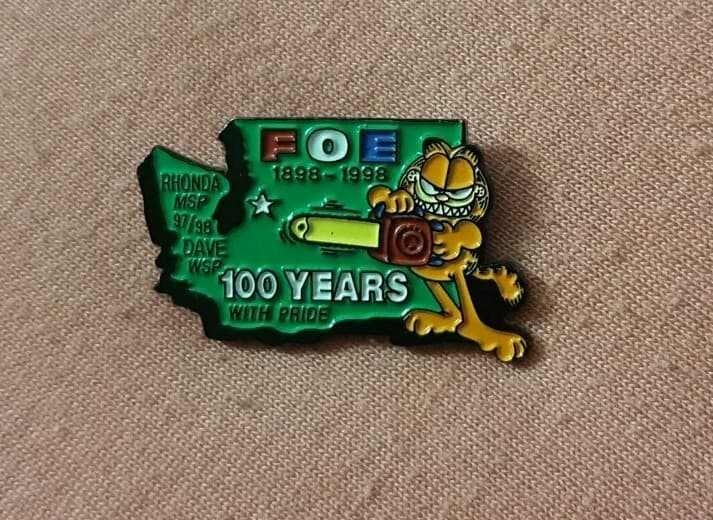 FOE
1898-1998
RHONDA
MSP
97/98
DAVE
WSP
100 YEARS
WITH PRIDE